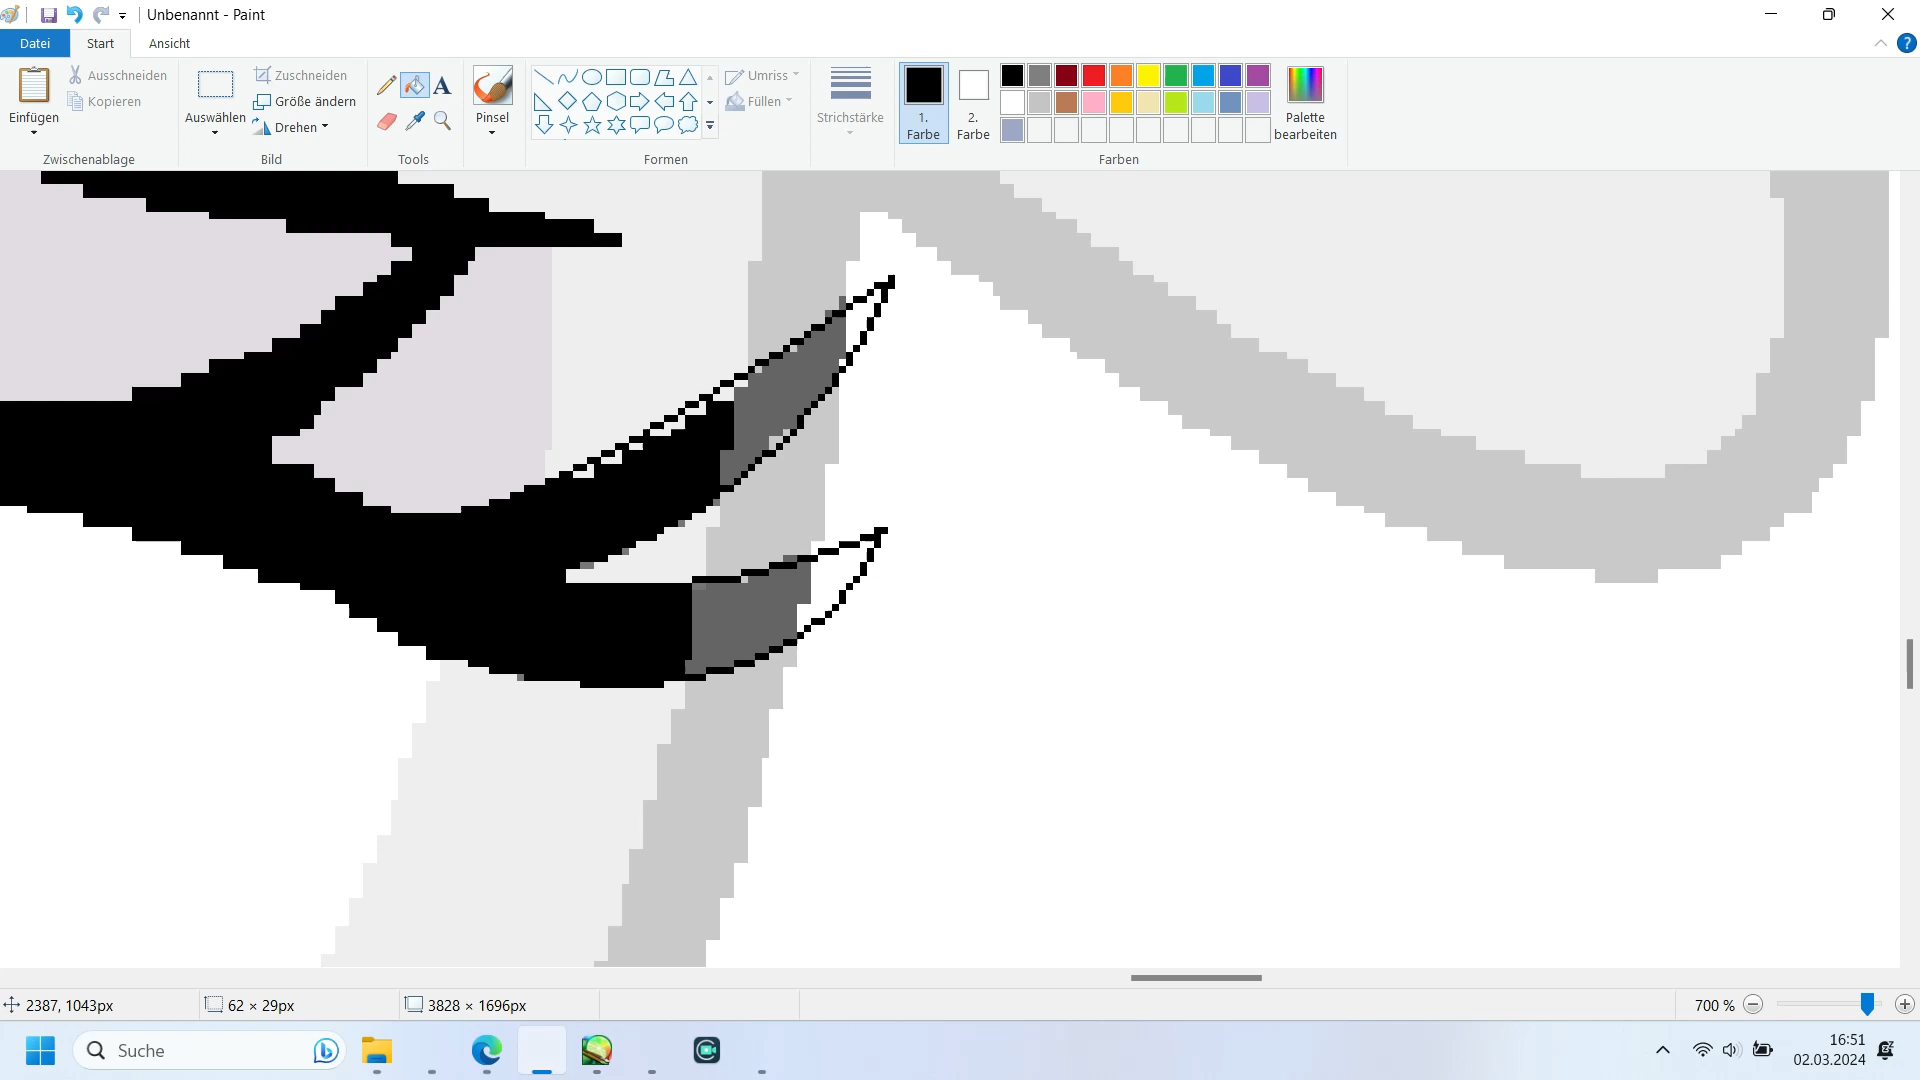 Unbenannt - Paint
Datei Start Ansicht
Einfügen
Ausschneiden
Kopieren
Zwischenablage
Auswählen
Zuschneiden
Größe ändern
Drehen
Bild
A
Tools
Pinsel
Formen
Umriss
Füllen
Strichstärke
1.
Farbe
2.
Farbe
Farben
Palette
bearbeiten
?
2387, 1043px
62 × 29px
3828 × 1696px
700 %
Suche
16:51
02.03.2024